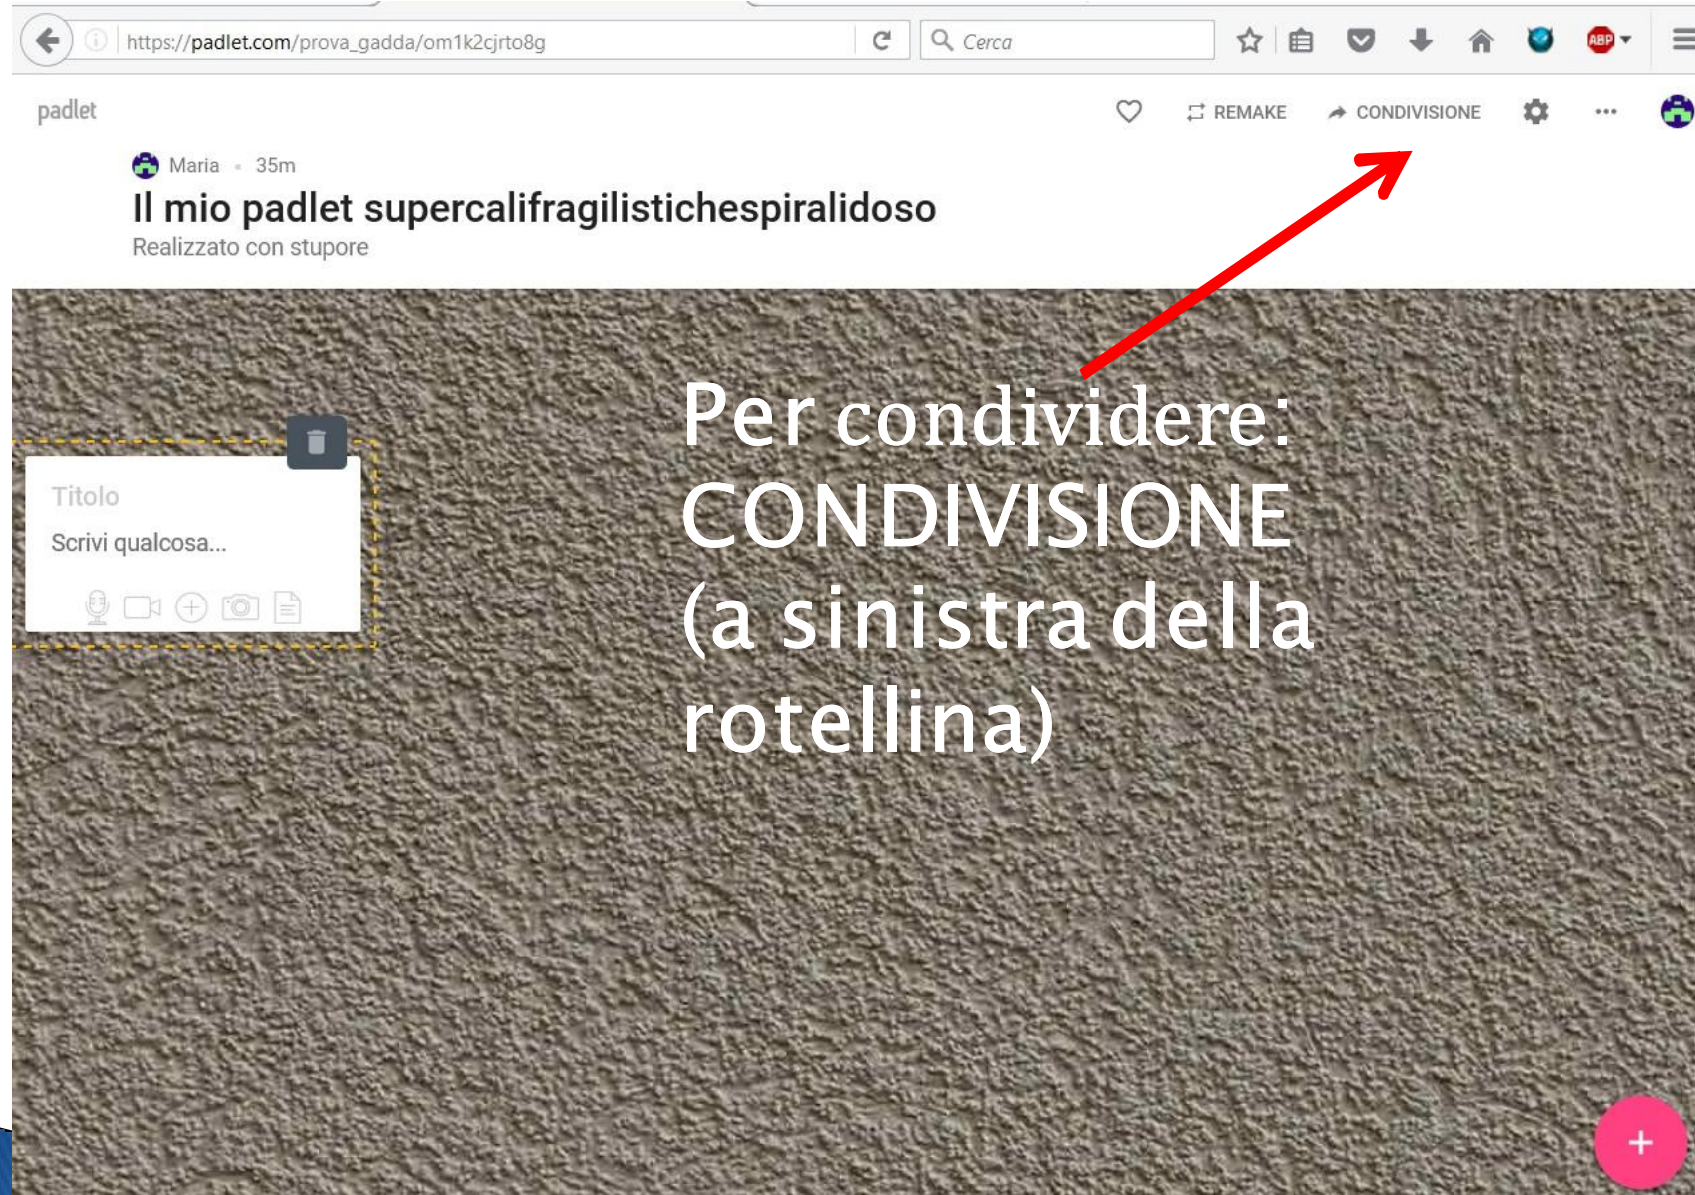 https://padlet.com/prova_gadda/om1k2cjrto8g
Cerca
ABP
padlet
REMAKE
CONDIVISIONE
Maria 35m
Il mio padlet supercalifragilistichespiralidoso
Realizzato con stupore
Per condividere:
CONDIVISIONE
(a sinistra della
rotellina)
Titolo
Scrivi qualcosa...